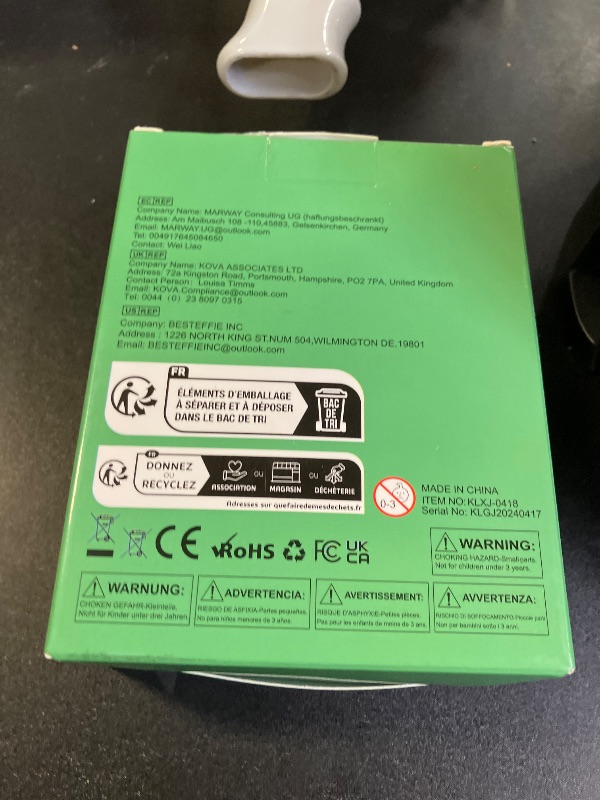 EC REP
Company Name: MARWAY Consulting UG (haftungsbeschrankt)
Address: Am Maibusch 108 -110,45883, Gelsenkirchen, Germany
Email: MARWAY.UG@outlook.com
Tel: 004917645084650
Contact: Wei Liao
UK REP
Company Name: KOVA ASSOCIATES LTD
Address: 72a Kingston Road, Portsmouth, Hampshire, PO2 7PA, United Kingdom
Contact Person: Louisa Timms
Email: KOVA.Compliance@outlook.com
Tel: 0044 (0) 23 8097 0315
US REP
Company: BESTEFFIE INC
Address : 1226 NORTH KING ST.NUM 504,WILMINGTON DE.19801
Email: BESTEFFIEINC@outlook.com
FR
ÉLÉMENTS D'EMBALLAGE
À SÉPARER ET À DÉPOSER
DANS LE BAC DE TRI
BAC
DE
TRI
FR
DONNEZ
OU
RECYCLEZ
ASSOCIATION
OU
MAGASIN
OU
DÉCHÈTERIE
Adresses sur quefairedemesdechets.fr
0-3
MADE IN CHINA
ITEM NO:KLXJ-0418
Serial No: KLGJ20240417
CE
RoHS
FC
UK
CA
WARNING:
CHOKING HAZARD-Smallparts.
Not for children under 3 years.
WARNUNG:
CHOKEN GEFAHR-Kleinteile.
Nicht für Kinder unter drei Jahren
ADVERTENCIA:
RIESGO DE ASFIXIA-Partes pequeñas.
No para niños menores de 3 años.
AVERTISSEMENT:
RISQUE D'ASPHYXIE-Petites pièces.
Pas pour les enfants de moins de 3 ans.
AVVERTENZA:
RISCHIO DI SOFFOCAMENTO-Piccole parti
Non per bambini sotto i 3 anni.